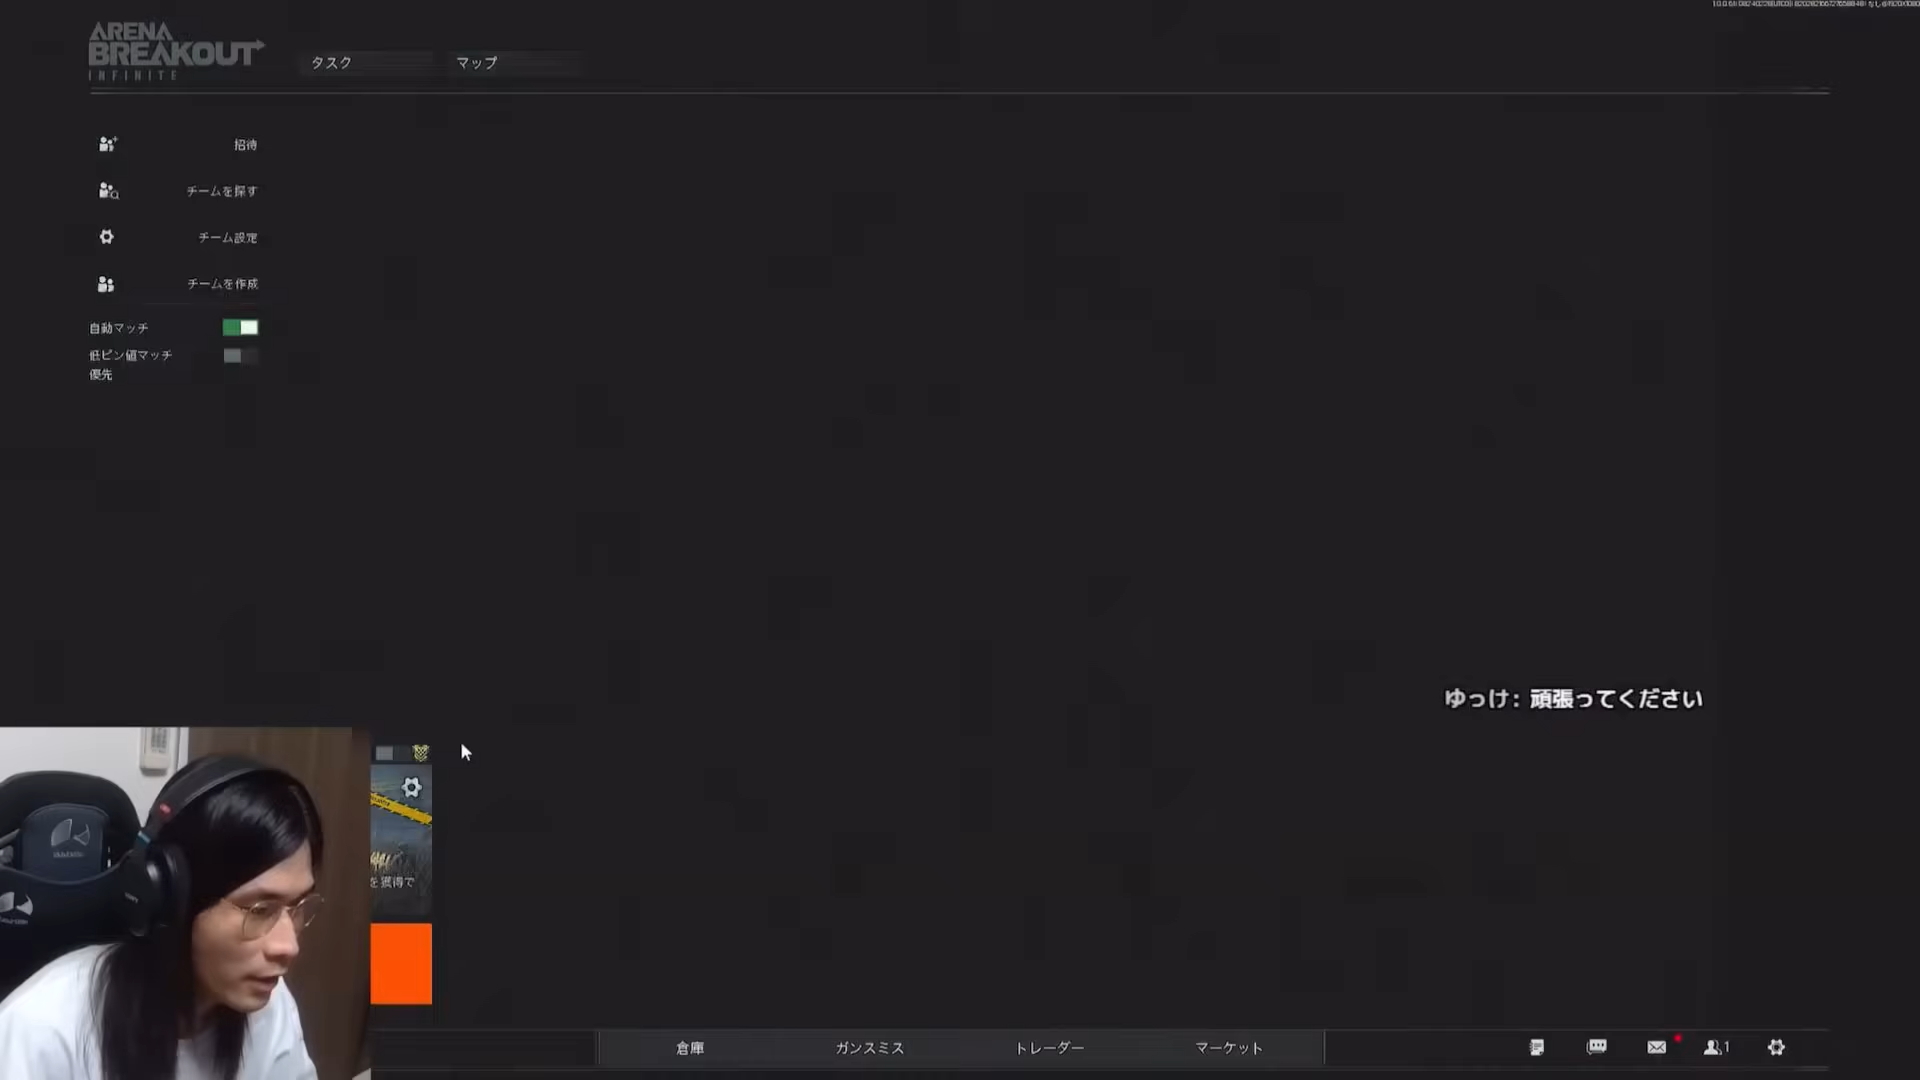 ARENA
BREAKOUT
INFINITE
タスク
マップ
招待
チームを探す
チーム設定
チームを作成
自動マッチ
低ピン値マッチ
優先
ゆっけ: 頑張ってください
を獲得で
倉庫
ガンスミス
トレーダー
マーケット
1